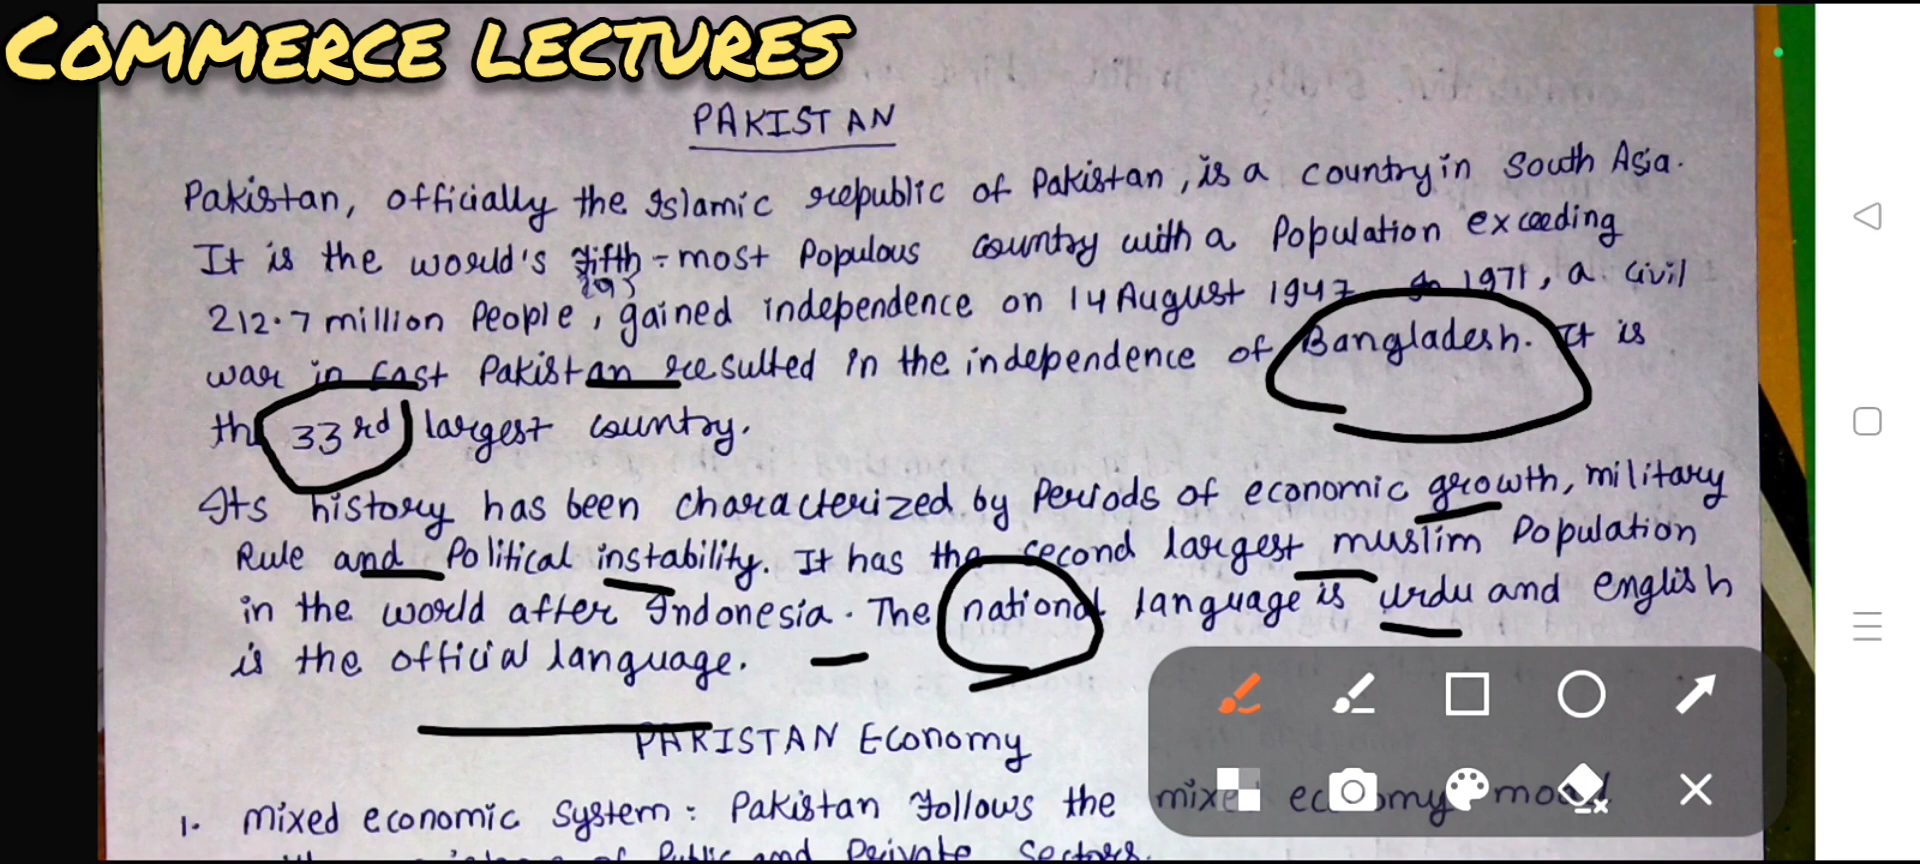 COMMERCE LECTURES
PAKISTAN
Pakistan, officially the Islamic republic of Pakistan, is a country in South Asia.
It is the world's fifth-most Populous country with a Population exceeding
212.7 million People, gained independence on 14 August 1947 In 1971, a civil
war in East Pakistan resulted in the independence of Bangladesh. It is
the 33rd largest country.
Its history has been characterized by Periods of economic growth, military
Rule and Political instability. It has the second largest muslim Population
in the world after Indonesia. The national language is urdu and english
is the official language.
PAKISTAN Economy
1. mixed economic System: Pakistan follows the mixed economy
of Public and Private Sectors.